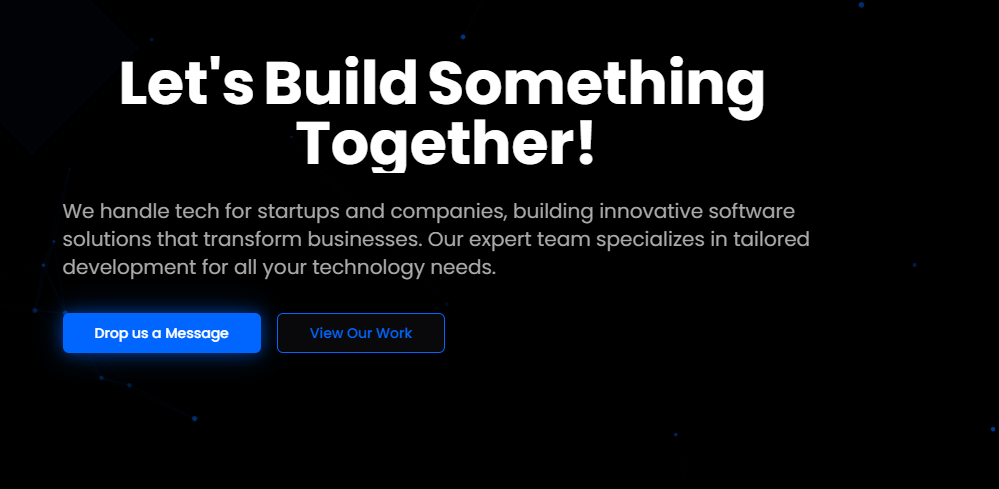 Let's Build Something
Together!
We handle tech for startups and companies, building innovative software
solutions that transform businesses. Our expert team specializes in tailored
development for all your technology needs.
Drop us a Message
View Our Work